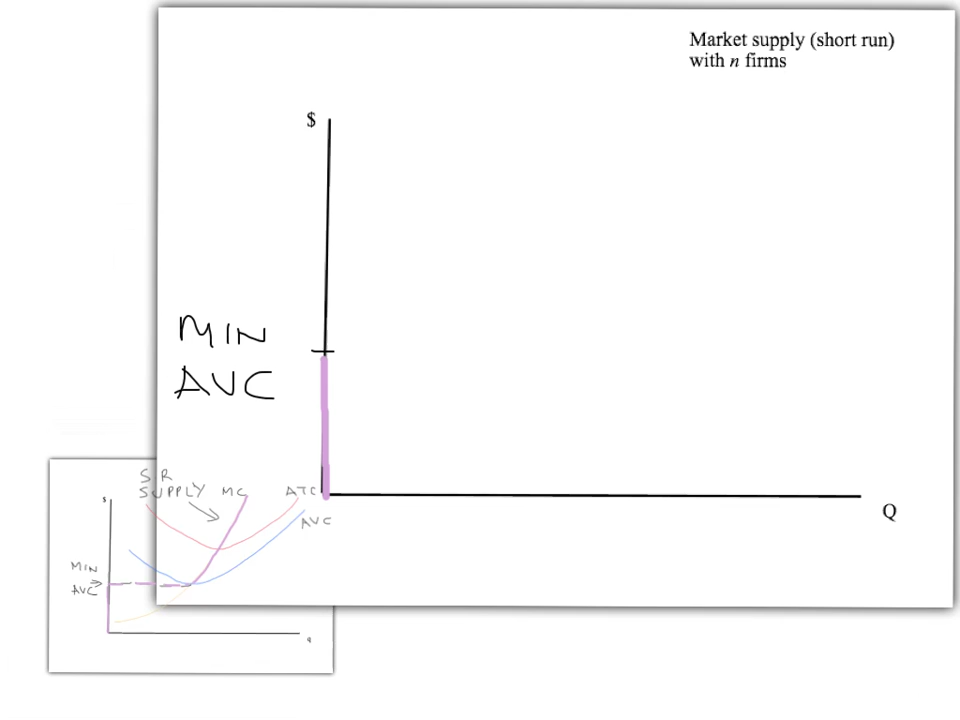 Market supply (short run)
with n firms
$
MIN
AVC
Q
SR
SUPPLY MC ATC
AVC
$
MIN
AVC
q